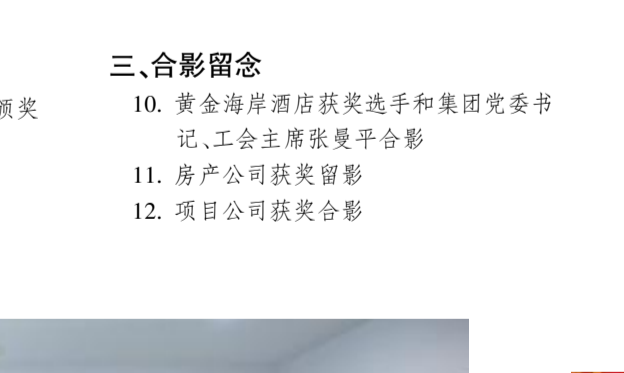 颁奖
三、合影留念
10. 黄金海岸酒店获奖选手和集团党委书
记、工会主席张曼平合影
11. 房产公司获奖留影
12. 项目公司获奖合影